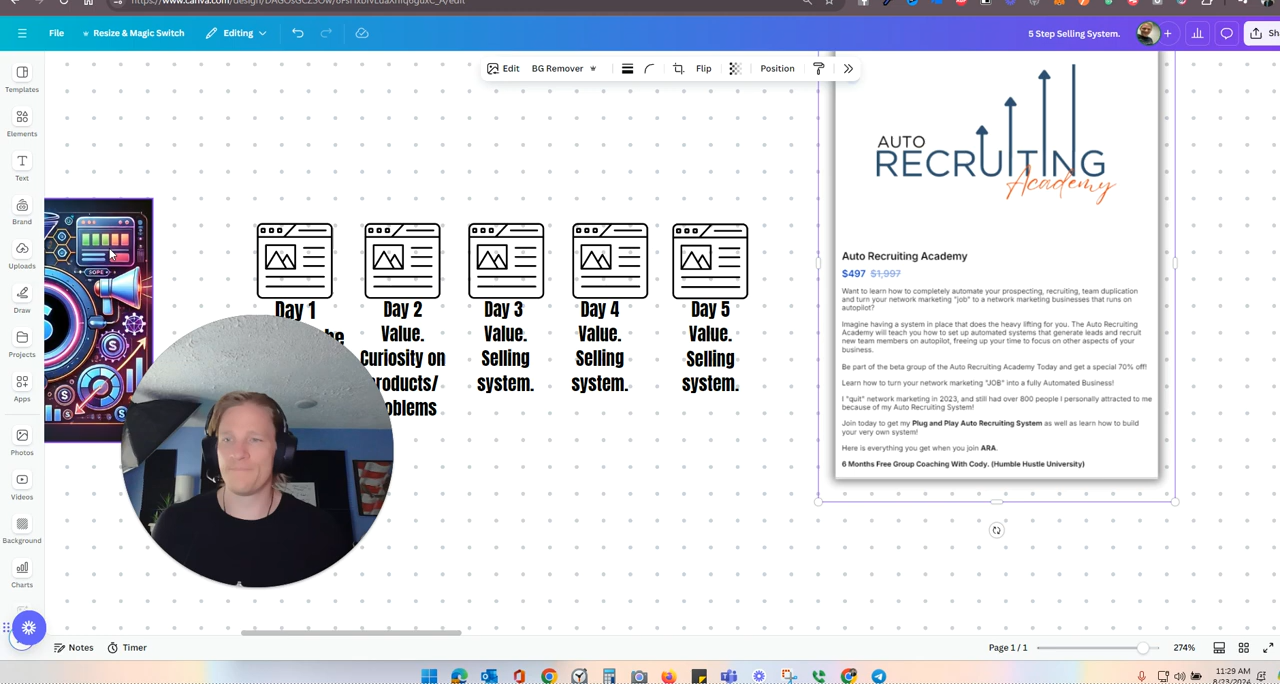 File
Resize & Magic Switch
Editing
5 Step Selling System.
Templates
Elements
Text
Brand
Uploads
Draw
Projects
Apps
Photos
Videos
Background
Charts
Edit
BG Remover
Flip
Position
Day 1
Day 2
Value.
Curiosity on
Day 3
Value.
Selling
system.
Day 4
Value.
Selling
system.
Day 5
Value.
Selling
system.
AUTO
RECRUITING
Academy
Auto Recruiting Academy
$497 $1,997
Want to learn how to completely automate your prospecting, recruiting, team duplication
and turn your network marketing "job" to a network marketing businesses that runs on
autopilot?
Imagine having a system in place that does the heavy lifting for you. The Auto Recruiting
Academy will teach you how to set up automated systems that generate leads and recruit
new team members on autopilot, freeing up your time to focus on other aspects of your
business.
Be part of the beta group of the Auto Recruiting Academy Today and get a special 70% off!
Learn how to turn your network marketing "JOB" into a fully Automated Business!
I "quit" network marketing in 2023, and still had over 800 people I personally attracted to me
because of my Auto Recruiting System!
Join today to get my Plug and Play Auto Recruiting System as well as learn how to build
your very own system!
Here is everything you get when you join ARA.
6 Months Free Group Coaching With Cody. (Humble Hustle University)
Notes
Timer
Page 1 / 1
274%
11:29 AM
8/23/2024